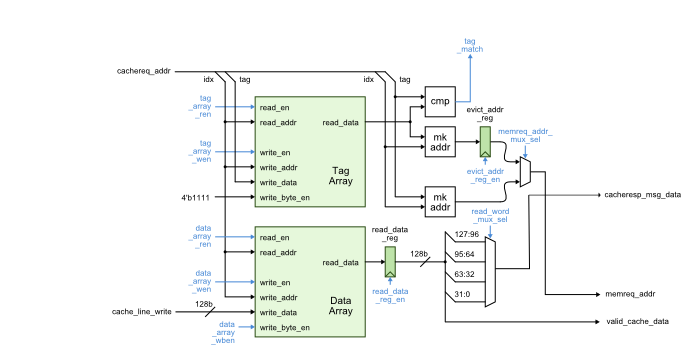 tag
_match
cachereq_addr
idx
tag
idx
tag
tag
_array
_ren
read_en
read_addr
read_data
cmp
evict_addr
_reg
mk
addr
memreq_addr_
mux_sel
tag
_array
_wen
write_en
write_addr
write_data
write_byte_en
Tag
Array
evict_addr
_reg_en
4'b1111
mk
addr
cacheresp_msg_data
read_word
_mux_sel
data
_array
_ren
read_en
read_addr
read_data
read_data
_reg
128b
127:96
95:64
63:32
31:0
data
_array
_wen
write_en
write_addr
write_data
write_byte_en
Data
Array
read_data
_reg_en
memreq_addr
cache_line_write
128b
valid_cache_data
data
_array
_wben